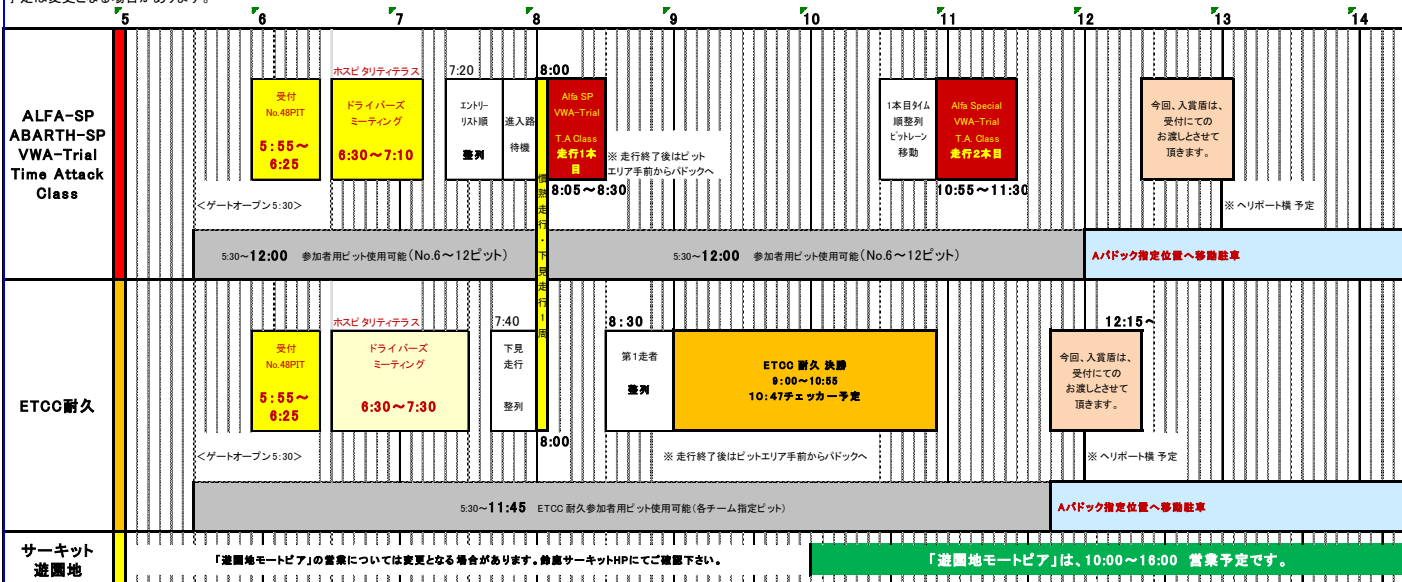 予定は変更となる場合があります。
5 6 7 8 9 10 11 12 13 14
ALFA-SP
ABARTH-SP
VWA-Trial
Time Attack
Class
受付
No.48PIT
5:55～
6:25
ホスピタリティテラス
ドライバーズ
ミーティング
6:30～7:10
7:20
エントリー
リスト順
整列
進入路
待機
8:00
慣熟走行・下見走行1周
Alfa SP
VWA-Trial
T.A Class
走行1本
目
8:05～8:30
※ 走行終了後はピット
エリア手前からパドックへ
1本目タイム
順整列
ピットレーン
移動
Alfa Special
VWA-Trial
T.A. Class
走行2本目
10:55～11:30
今回、入賞盾は、
受付にての
お渡しとさせて
頂きます。
＜ゲートオープン5:30＞
※ ヘリポート横 予定
5:30～12:00 参加者用ピット使用可能(No.6～12ピット)
5:30～12:00 参加者用ピット使用可能(No.6～12ピット)
Aパドック指定位置へ移動駐車
ETCC耐久
受付
No.48PIT
5:55～
6:25
ホスピタリティテラス
ドライバーズ
ミーティング
6:30～7:30
7:40
下見
走行
整列
8:00
8:30
第1走者
整列
ETCC 耐久 決勝
9:00～10:55
10:47チェッカー予定
12:15～
今回、入賞盾は、
受付にての
お渡しとさせて
頂きます。
＜ゲートオープン5:30＞
※ 走行終了後はピットエリア手前からパドックへ
※ ヘリポート横 予定
5:30～11:45 ETCC 耐久参加者用ピット使用可能(各チーム指定ピット)
Aパドック指定位置へ移動駐車
サーキット
遊園地
「遊園地モートピア」の営業については変更となる場合があります。鈴鹿サーキットHPにてご確認下さい。
「遊園地モートピア」は、10:00～16:00 営業予定です。